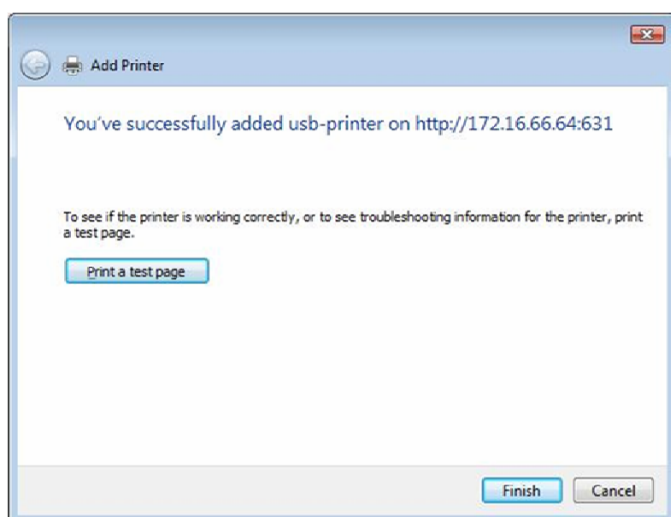 Add Printer
You've successfully added usb-printer on http://172.16.66.64:631
To see if the printer is working correctly, or to see troubleshooting information for the printer, print
a test page.
Print a test page
Finish Cancel